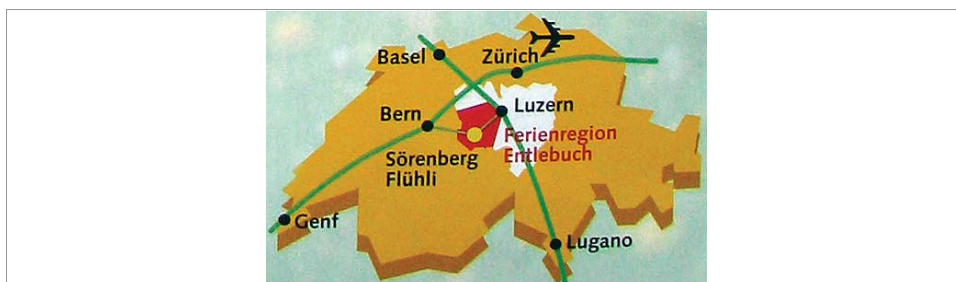 Basel
Zürich
Bern
Luzern
Ferienregion
Entlebuch
Sörenberg
Flühli
Genf
Lugano